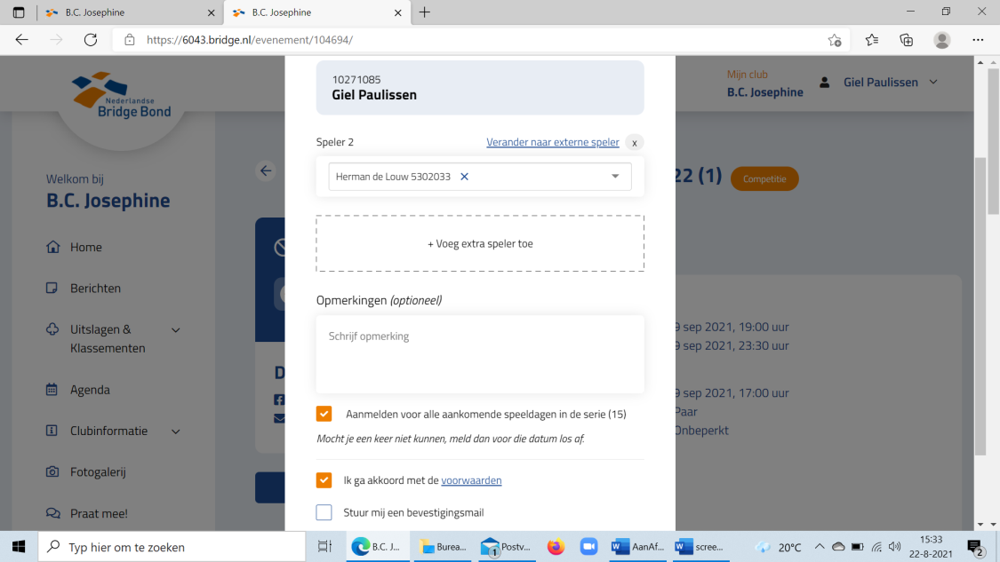 B.C. Josephine
B.C. Josephine
https://6043.bridge.nl/evenement/104694/
Nederlandse
Bridge Bond
Mijn club
B.C. Josephine
Giel Paulissen
Welkom bij
B.C. Josephine
Home
Berichten
Uitslagen &
Klassementen
Agenda
Clubinformatie
Fotogalerij
Praat mee!
10271085
Giel Paulissen
Speler 2
Verander naar externe speler
x
Herman de Louw 5302033
+ Voeg extra speler toe
Opmerkingen (optioneel)
Schrijf opmerking
Aanmelden voor alle aankomende speeldagen in de serie (15)
Mocht je een keer niet kunnen, meld dan voor die datum los af.
Ik ga akkoord met de voorwaarden
Stuur mij een bevestigingsmail
D
22 (1)
Competitie
9 sep 2021, 19:00 uur
9 sep 2021, 23:30 uur
9 sep 2021, 17:00 uur
Paar
Onbeperkt
Typ hier om te zoeken
B.C. J...
Burea...
1
Postv...
AanAf...
scree...
20°C
15:33
22-8-2021
2